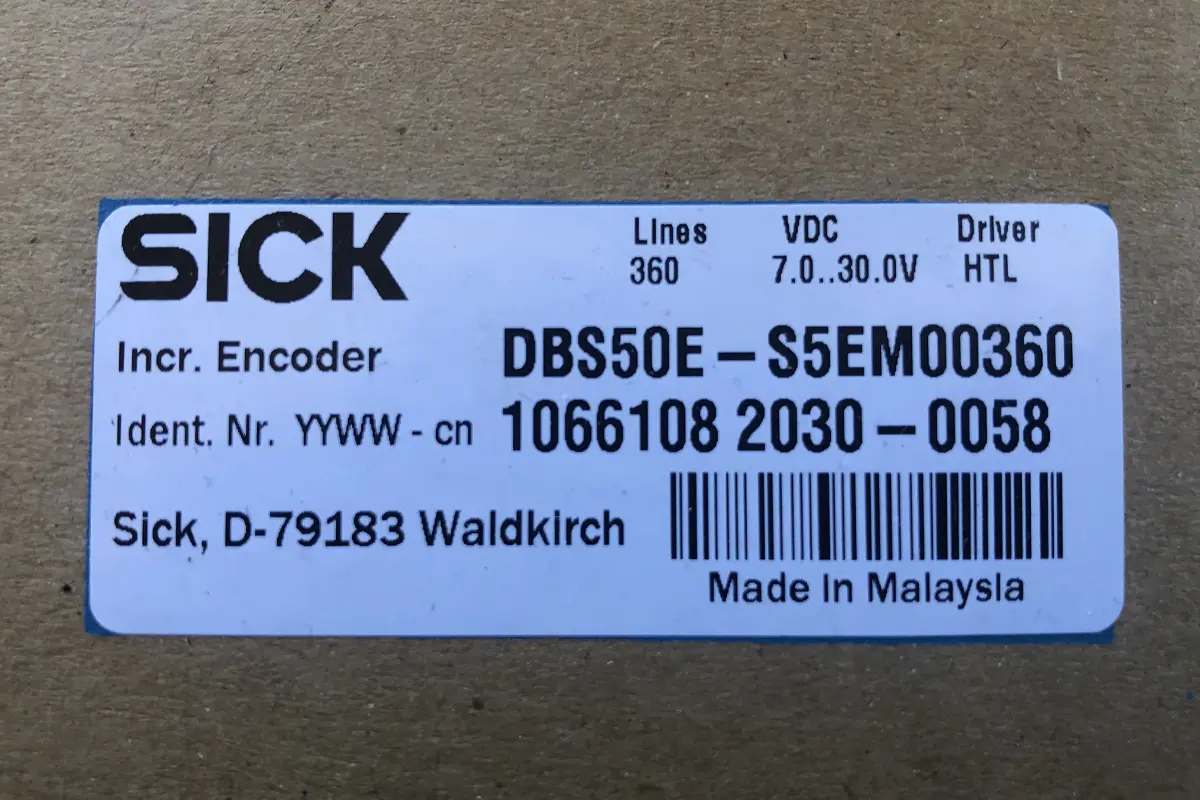 SICK
Lines VDC Driver
360 7.0..30.0V HTL
Incr. Encoder DBS50E-S5EM00360
Ident. Nr. YYWW - cn 1066108 2030-0058
Sick, D-79183 Waldkirch
Made In Malaysia